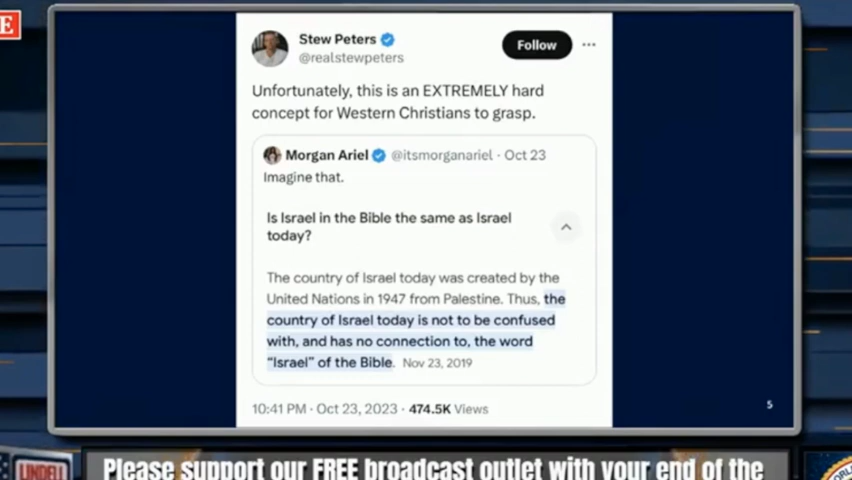 E
Stew Peters
Follow
...
@realstewpeters
Unfortunately, this is an EXTREMELY hard
concept for Western Christians to grasp.
Morgan Ariel @itsmorganariel · Oct 23
Imagine that.
Is Israel in the Bible the same as Israel
today?
The country of Israel today was created by the
United Nations in 1947 from Palestine. Thus, the
country of Israel today is not to be confused
with, and has no connection to, the word
“Israel” of the Bible. Nov 23, 2019
10:41 PM · Oct 23, 2023 · 474.5K Views
5
LINDELL
Please support our FREE broadcast outlet with your end of the